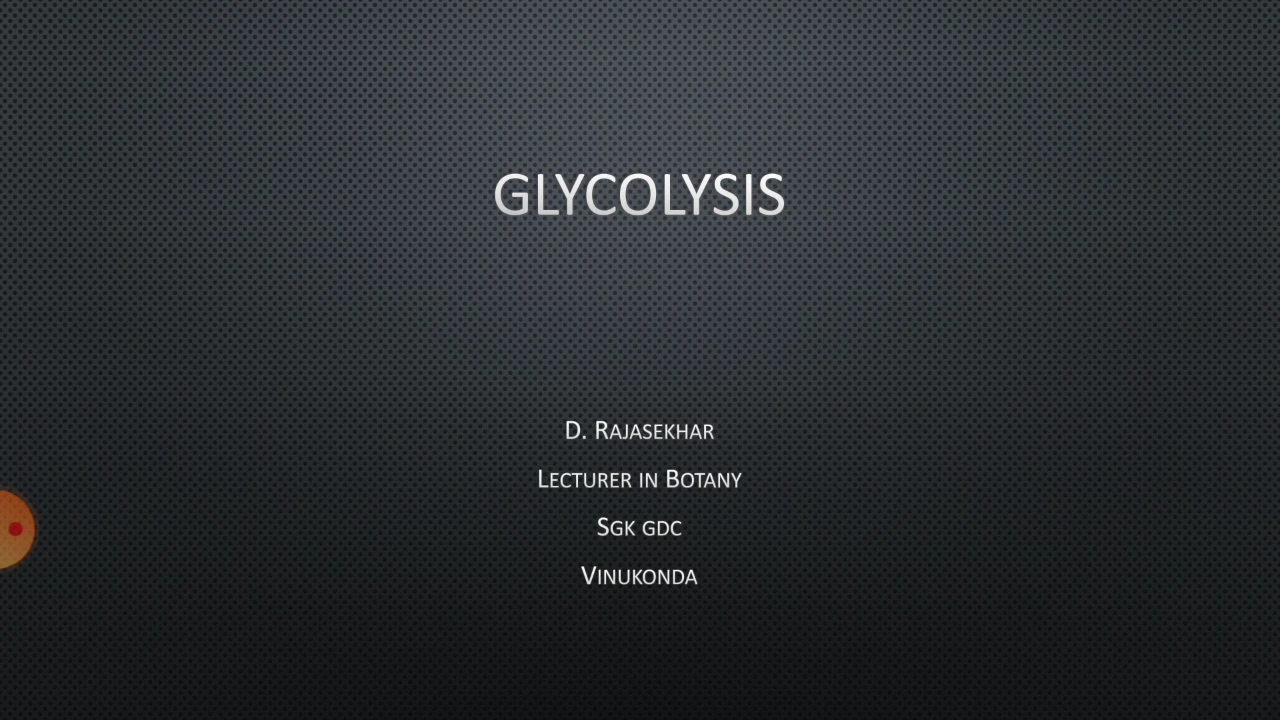 GLYCOLYSIS
D. Rajasekhar
Lecturer in Botany
Sgk gdc
Vinukonda